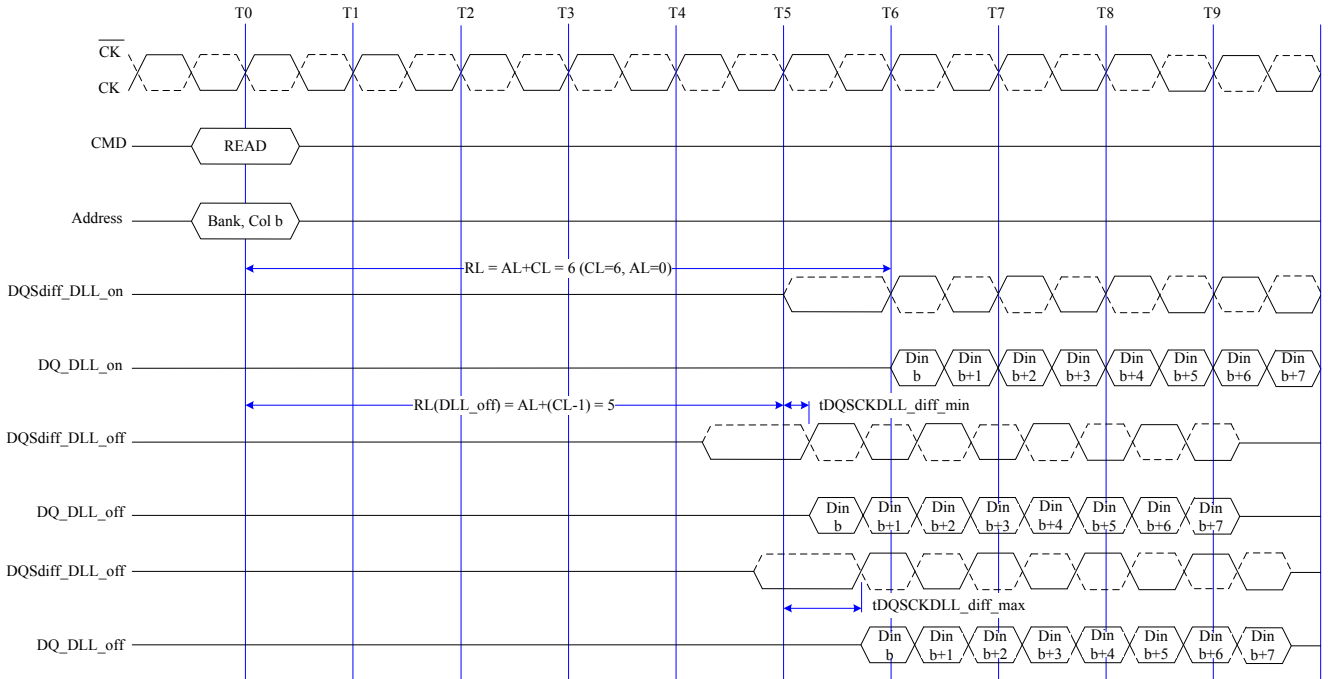 T0 T1 T2 T3 T4 T5 T6 T7 T8 T9
CK
CK
CMD READ
Address Bank, Col b
RL = AL+CL = 6 (CL=6, AL=0)
DQSdiff_DLL_on
DQ_DLL_on Din b Din b+1 Din b+2 Din b+3 Din b+4 Din b+5 Din b+6 Din b+7
RL(DLL_off) = AL+(CL-1) = 5 tDQSCKDLL_diff_min
DQSdiff_DLL_off
DQ_DLL_off Din b Din b+1 Din b+2 Din b+3 Din b+4 Din b+5 Din b+6 Din b+7
DQSdiff_DLL_off
tDQSCKDLL_diff_max
DQ_DLL_off Din b Din b+1 Din b+2 Din b+3 Din b+4 Din b+5 Din b+6 Din b+7